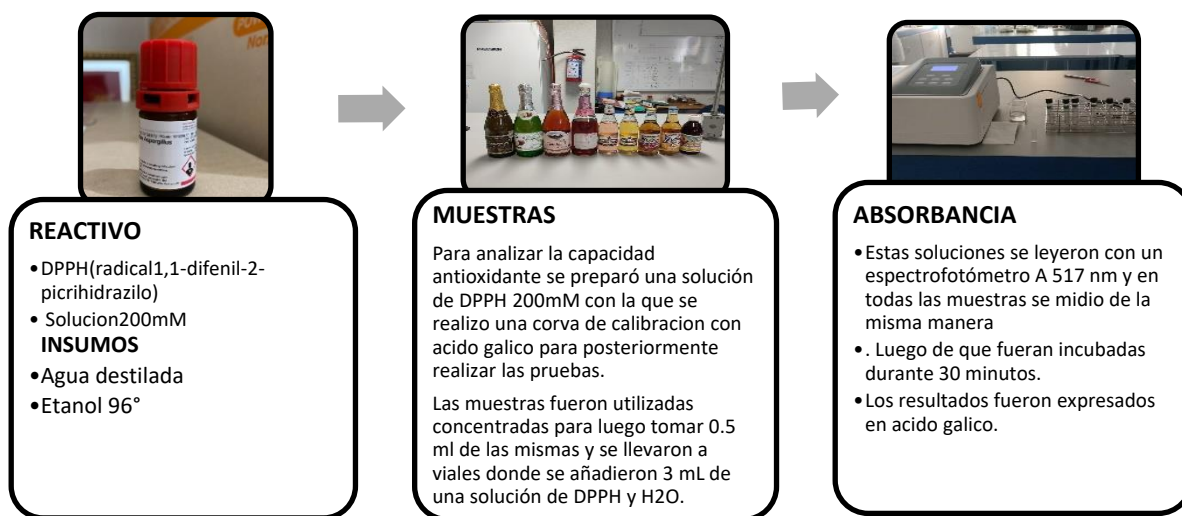 REACTIVO
•DPPH(radical1,1-difenil-2-
picrihidrazilo)
• Solucion200mM
INSUMOS
•Agua destilada
•Etanol 96°
MUESTRAS
Para analizar la capacidad
antioxidante se preparó una solución
de DPPH 200mM con la que se
realizo una corva de calibracion con
acido galico para posteriormente
realizar las pruebas.
Las muestras fueron utilizadas
concentradas para luego tomar 0.5
ml de las mismas y se llevaron a
viales donde se añadieron 3 mL de
una solución de DPPH y H2O.
ABSORBANCIA
•Estas soluciones se leyeron con un
espectrofotómetro A 517 nm y en
todas las muestras se midio de la
misma manera
•. Luego de que fueran incubadas
durante 30 minutos.
•Los resultados fueron expresados
en acido galico.